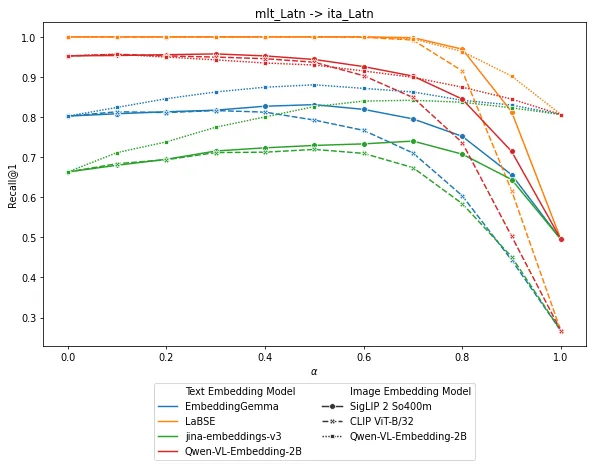 mlt_Latn -> ita_Latn
Recall@1
1.0
0.9
0.8
0.7
0.6
0.5
0.4
0.3
0.0 0.2 0.4 0.6 0.8 1.0
α
Text Embedding Model Image Embedding Model
EmbeddingGemma SigLIP 2 So400m
LaBSE CLIP ViT-B/32
jina-embeddings-v3 Qwen-VL-Embedding-2B
Qwen-VL-Embedding-2B